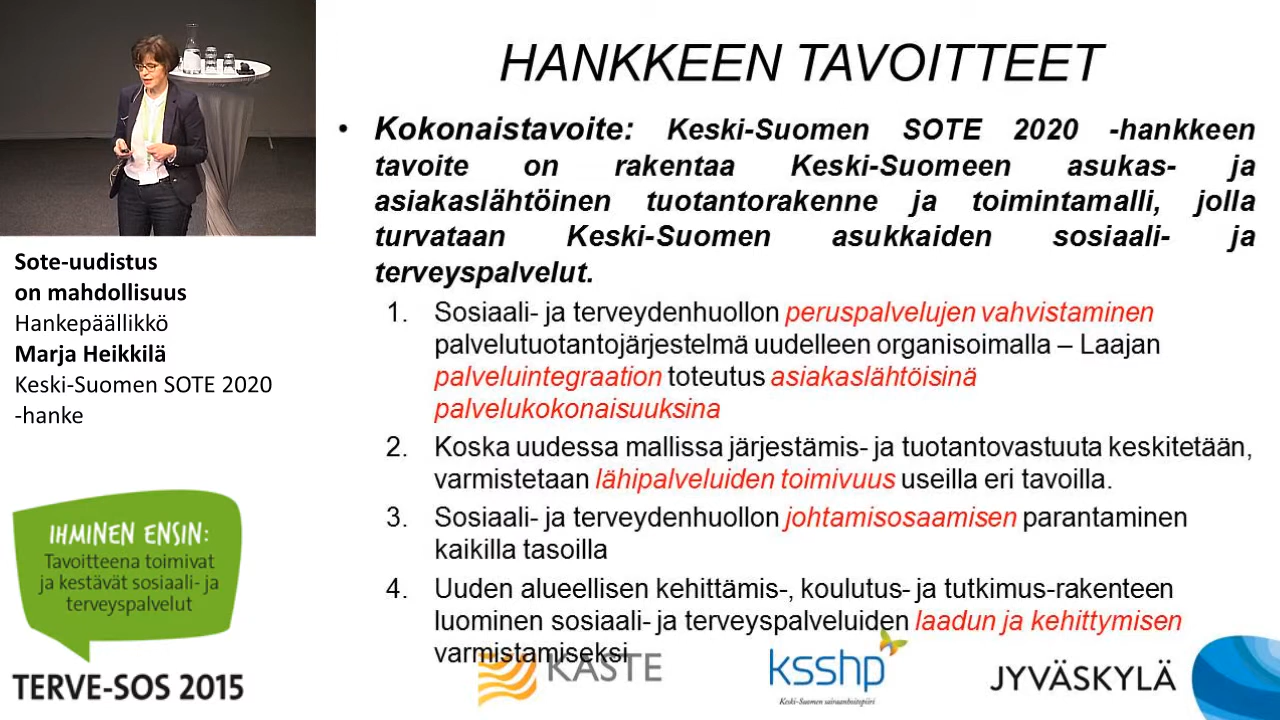 Sote-uudistus
on mahdollisuus
Hankepäällikkö
Marja Heikkilä
Keski-Suomen SOTE 2020
-hanke
IHMINEN ENSIN:
Tavoitteena toimivat
ja kestävät sosiaali- ja
terveyspalvelut
TERVE-SOS 2015
HANKKEEN TAVOITTEET
• Kokonaistavoite: Keski-Suomen SOTE 2020 -hankkeen
tavoite on rakentaa Keski-Suomeen asukas- ja
asiakaslähtöinen tuotantorakenne ja toimintamalli, jolla
turvataan Keski-Suomen asukkaiden sosiaali- ja
terveyspalvelut.
1. Sosiaali- ja terveydenhuollon peruspalvelujen vahvistaminen
palvelutuotantojärjestelmä uudelleen organisoimalla – Laajan
palveluintegraation toteutus asiakaslähtöisinä
palvelukokonaisuuksina
2. Koska uudessa mallissa järjestämis- ja tuotantovastuuta keskitetään,
varmistetaan lähipalveluiden toimivuus useilla eri tavoilla.
3. Sosiaali- ja terveydenhuollon johtamisosaamisen parantaminen
kaikilla tasoilla
4. Uuden alueellisen kehittämis-, koulutus- ja tutkimus-rakenteen
luominen sosiaali- ja terveyspalveluiden laadun ja kehittymisen
varmistamiseksi
KASTE
ksshp
Keski-Suomen sairaanhoitopiiri
JYVÄSKYLÄ